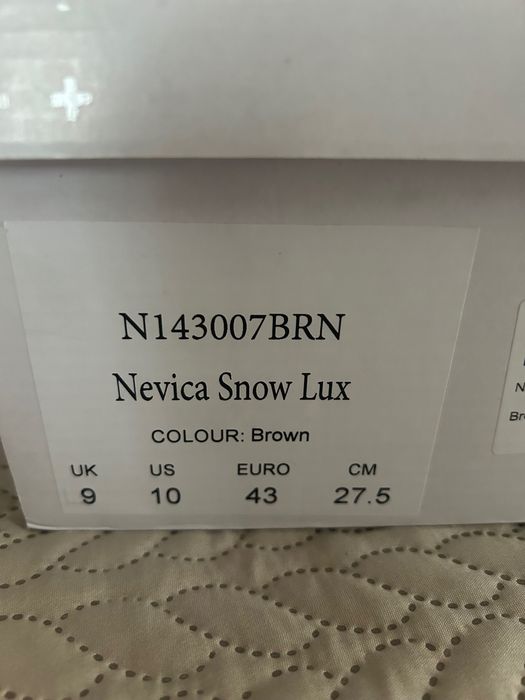 N143007BRN
Nevica Snow Lux
COLOUR: Brown
UK US EURO CM
9 10 43 27.5